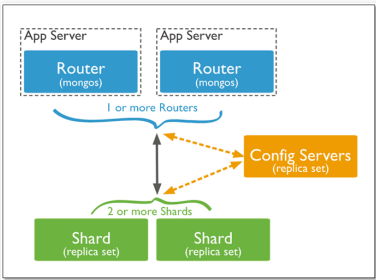 App Server
App Server
Router
(mongos)
Router
(mongos)
1 or more Routers
Config Servers
(replica set)
2 or more Shards
Shard
(replica set)
Shard
(replica set)